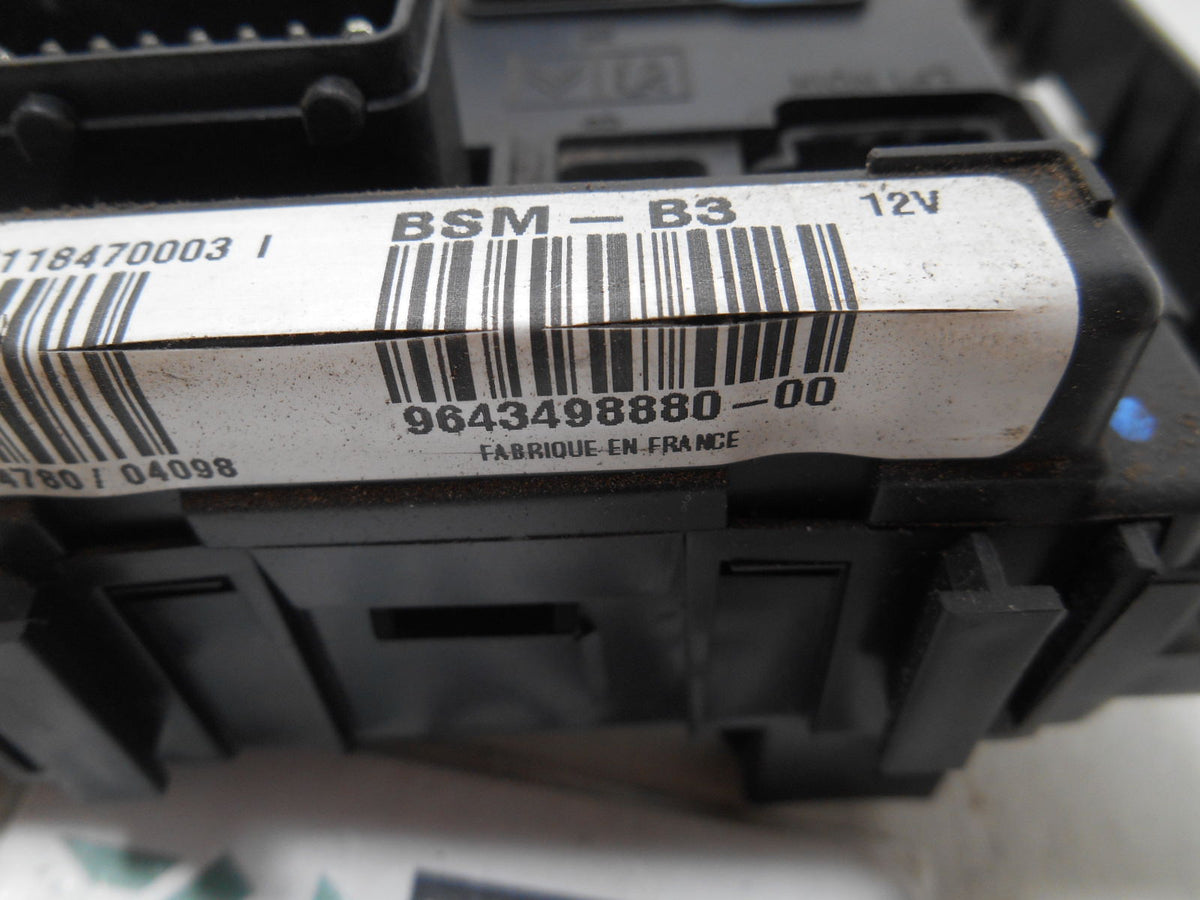 BSM – B3
12V
118470003 I
9643498880–00
FABRIQUE EN FRANCE
4780 / 04098